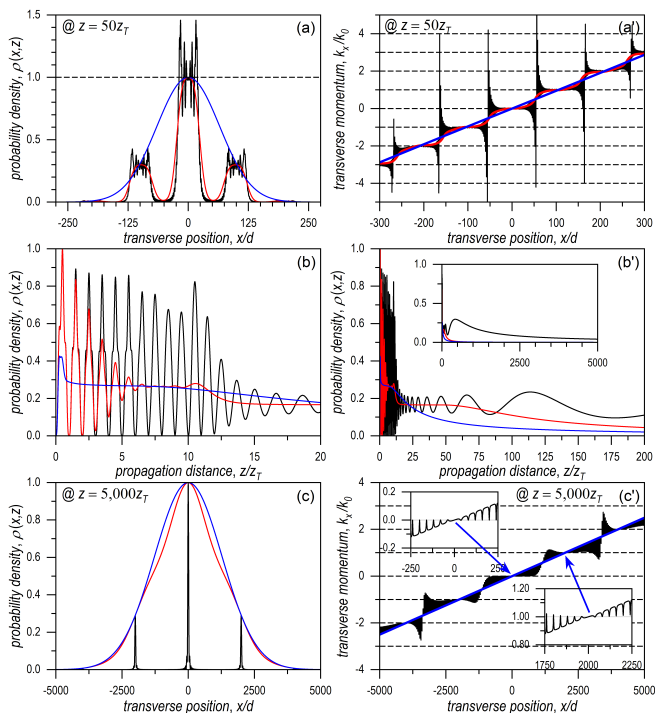 @ z = 50z_T
(a)
probability density, ρ(x,z)
1.5
1.0
0.5
0.0
-250 -125 0 125 250
transverse position, x/d
@ z = 50z_T
(a')
transverse momentum, k_x/k_0
4
3
2
1
0
-2
-4
-300 -200 -100 0 100 200 300
transverse position, x/d
(b)
probability density, ρ(x,z)
1.0
0.8
0.6
0.4
0.2
0.0
0 5 10 15 20
propagation distance, z/z_T
(b')
probability density, ρ(x,z)
1.0
0.8
0.6
0.4
0.2
0.0
0 25 50 75 100 125 150 175 200
propagation distance, z/z_T
1.0
0.5
0.0
0 2500 5000
@ z = 5,000z_T
(c)
probability density, ρ(x,z)
1.0
0.8
0.6
0.4
0.2
0.0
-5000 -2500 0 2500 5000
transverse position, x/d
@ z = 5,000z_T
(c')
transverse momentum, k_x/k_0
4
3
2
1
0
-1
-2
-3
-4
-5000 -2500 0 2500 5000
transverse position, x/d
0.2
0.0
-0.2
-250 0 250
1.20
1.00
0.80
1750 2000 2250